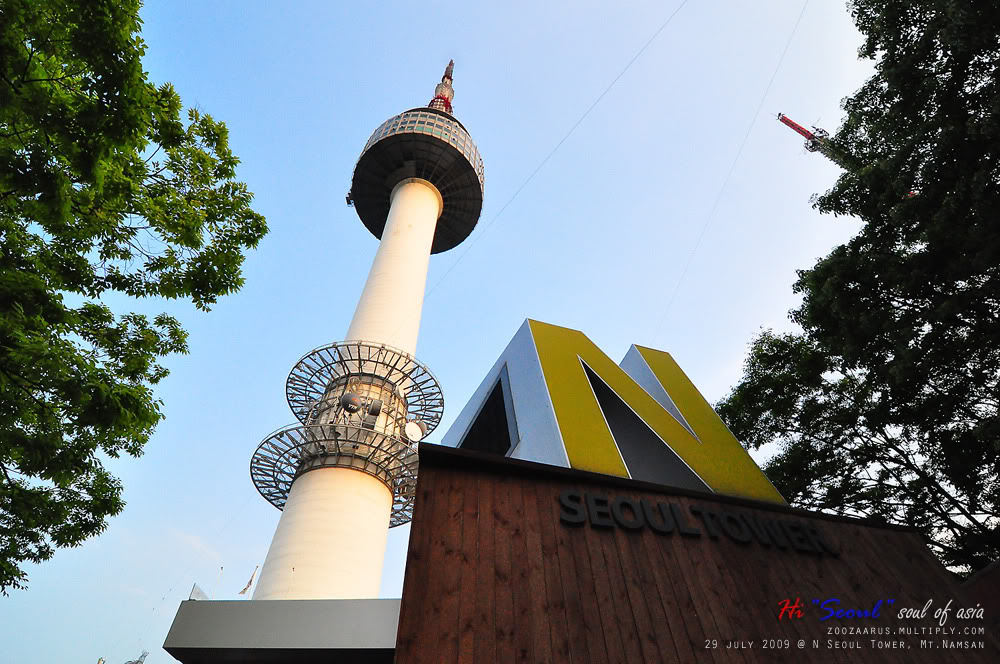 N
SEOULTOWER
Hi "Seoul" soul of asia
ZOOZAARUS.MULTIPLY.COM
29 JULY 2009 @ N SEOUL TOWER, MT.NAMSAN